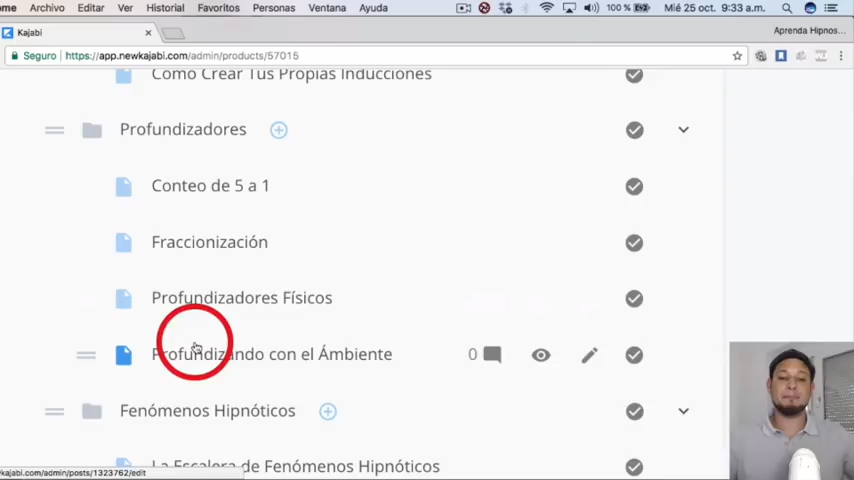 ome Archivo Editar Ver Historial Favoritos Personas Ventana Ayuda 100 % Mié 25 oct. 9:33 a.m.
Kajabi Aprenda Hipnos...
Seguro https://app.newkajabi.com/admin/products/57015
Como Crear Tus Propias Inducciones
Profundizadores
Conteo de 5 a 1
Fraccionización
Profundizadores Físicos
Profundizando con el Ámbiente 0
Fenómenos Hipnóticos
La Escalera de Fenómenos Hipnóticos
wkajabi.com/admin/posts/1323762/edit